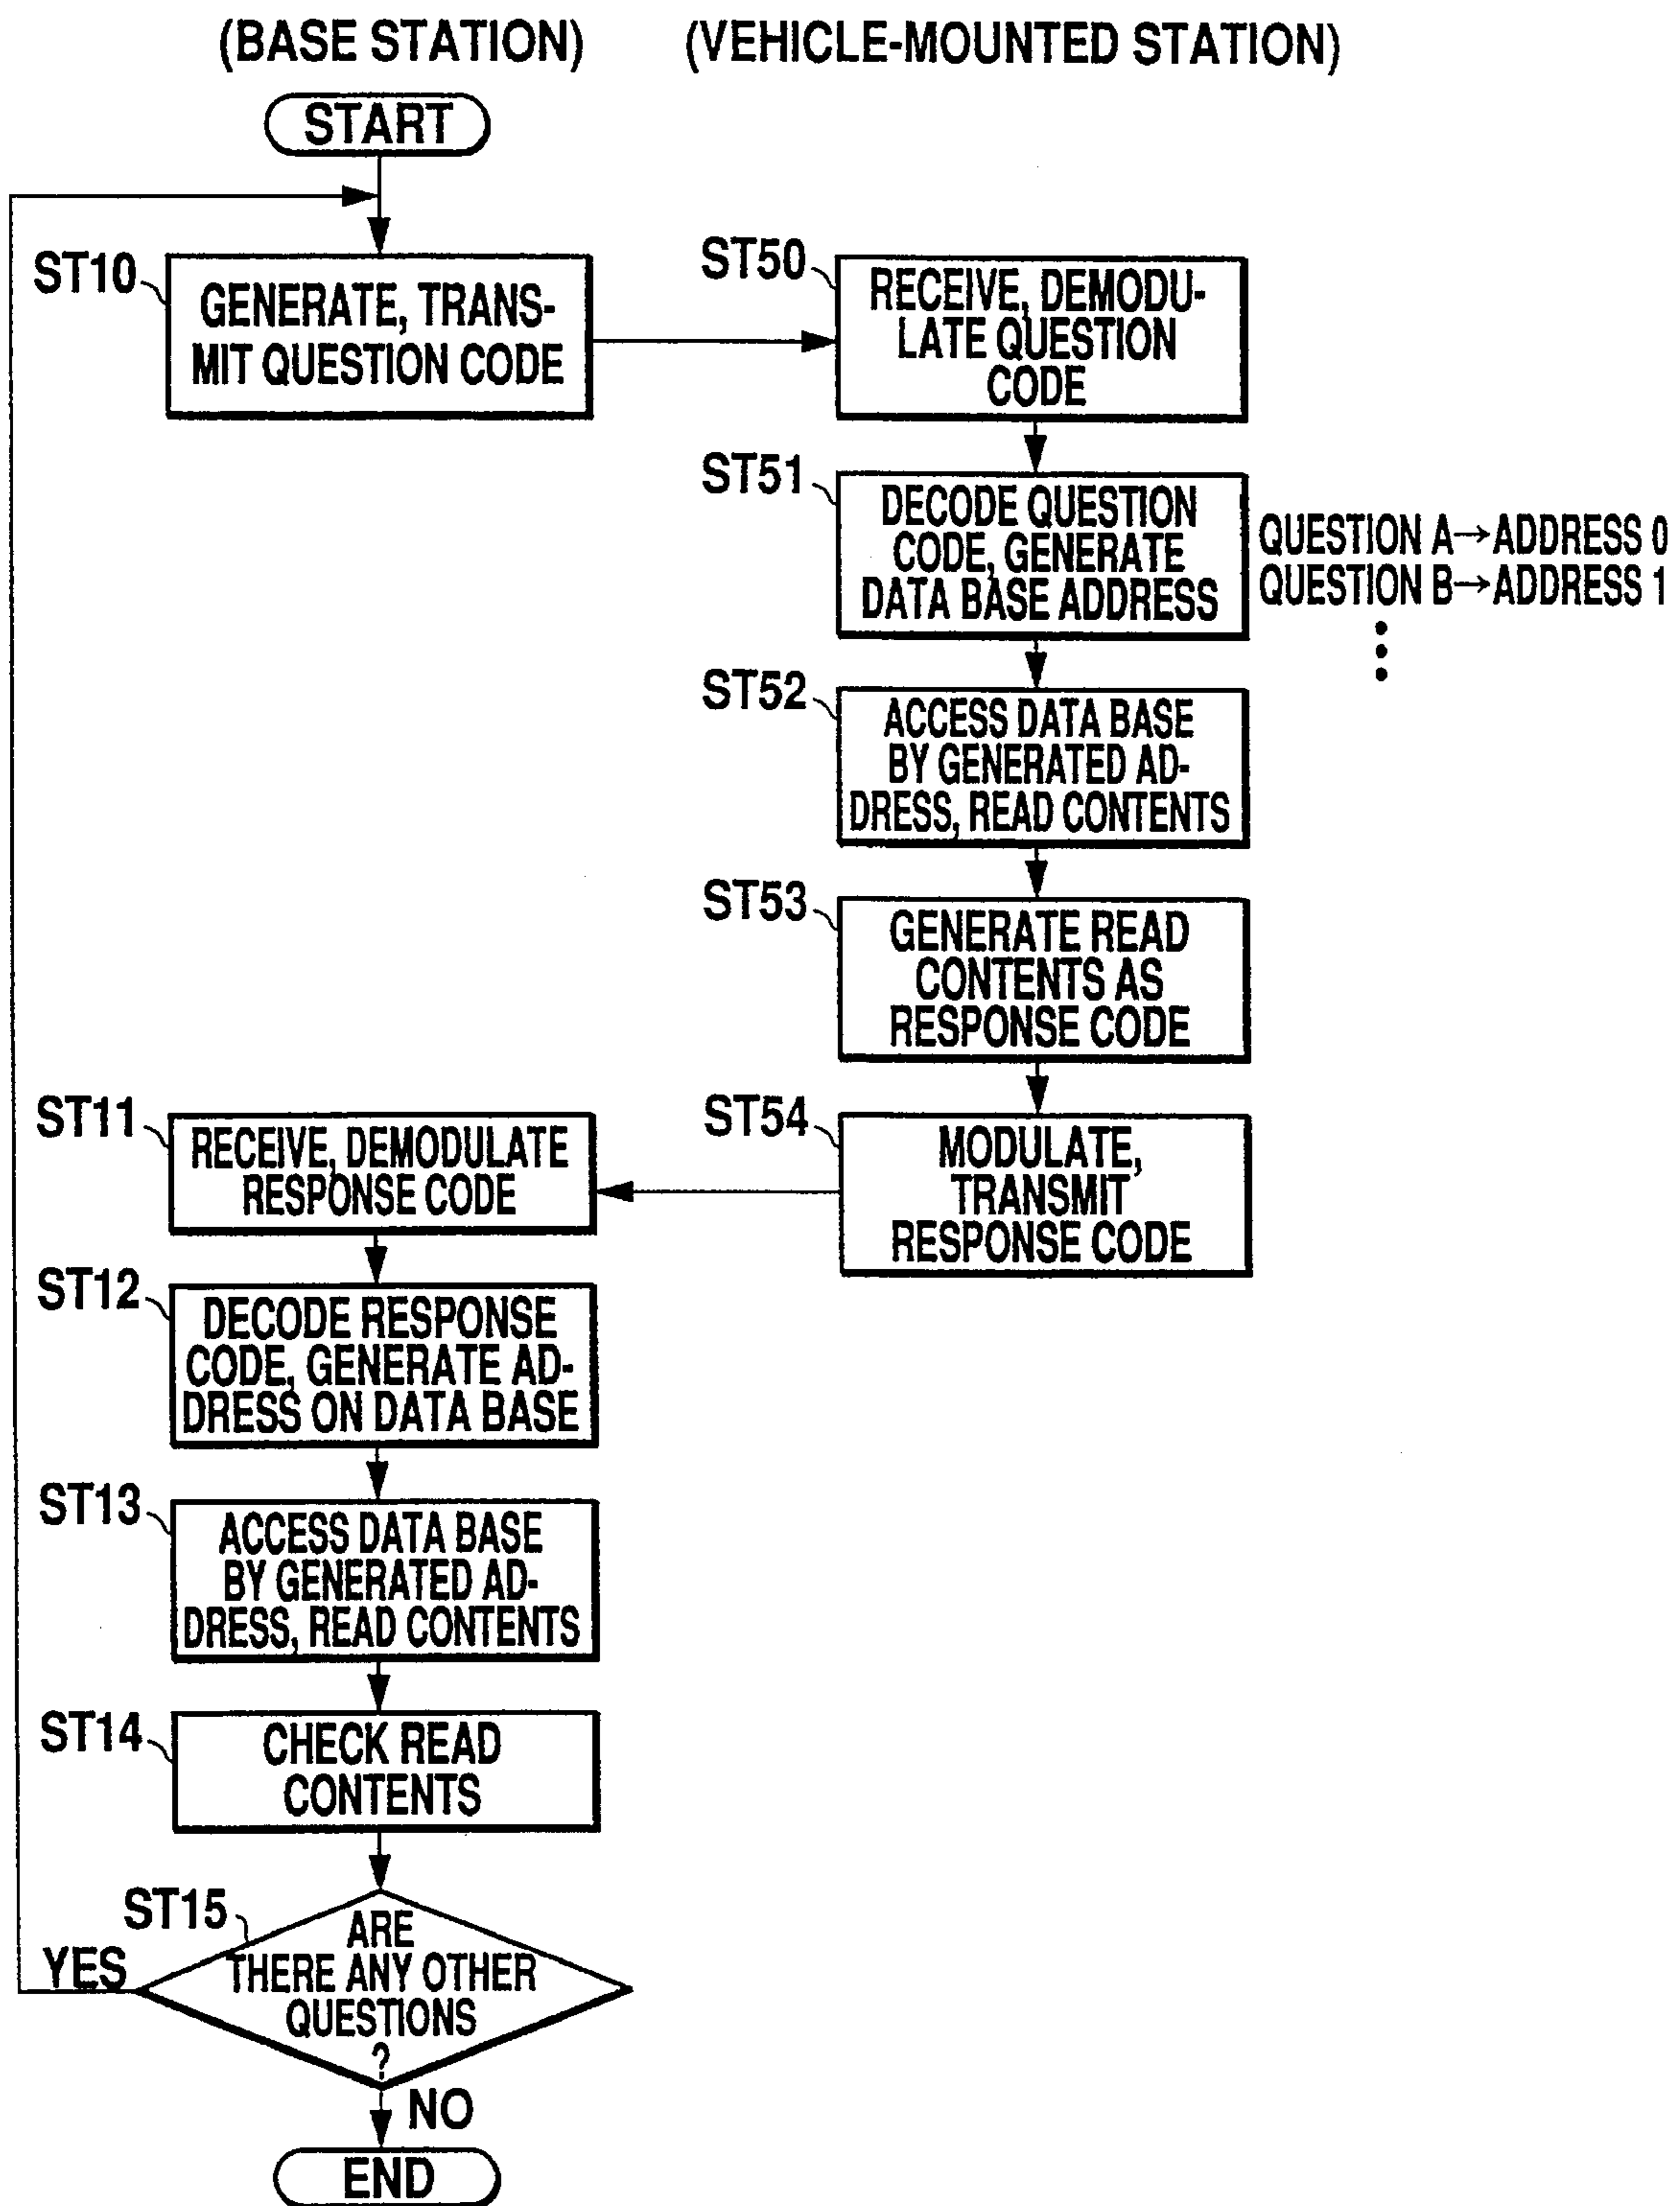 (BASE STATION)
(VEHICLE-MOUNTED STATION)
START
ST10
GENERATE, TRANS-
MIT QUESTION CODE
ST50
RECEIVE, DEMODU-
LATE QUESTION
CODE
ST51
DECODE QUESTION
CODE, GENERATE
DATA BASE ADDRESS
QUESTION A→ADDRESS 0
QUESTION B→ADDRESS 1
ST52
ACCESS DATA BASE
BY GENERATED AD-
DRESS, READ CONTENTS
ST53
GENERATE READ
CONTENTS AS
RESPONSE CODE
ST54
MODULATE,
TRANSMIT
RESPONSE CODE
ST11
RECEIVE, DEMODULATE
RESPONSE CODE
ST12
DECODE RESPONSE
CODE, GENERATE AD-
DRESS ON DATA BASE
ST13
ACCESS DATA BASE
BY GENERATED AD-
DRESS, READ CONTENTS
ST14
CHECK READ
CONTENTS
ST15
ARE
THERE ANY OTHER
QUESTIONS
?
YES
NO
END